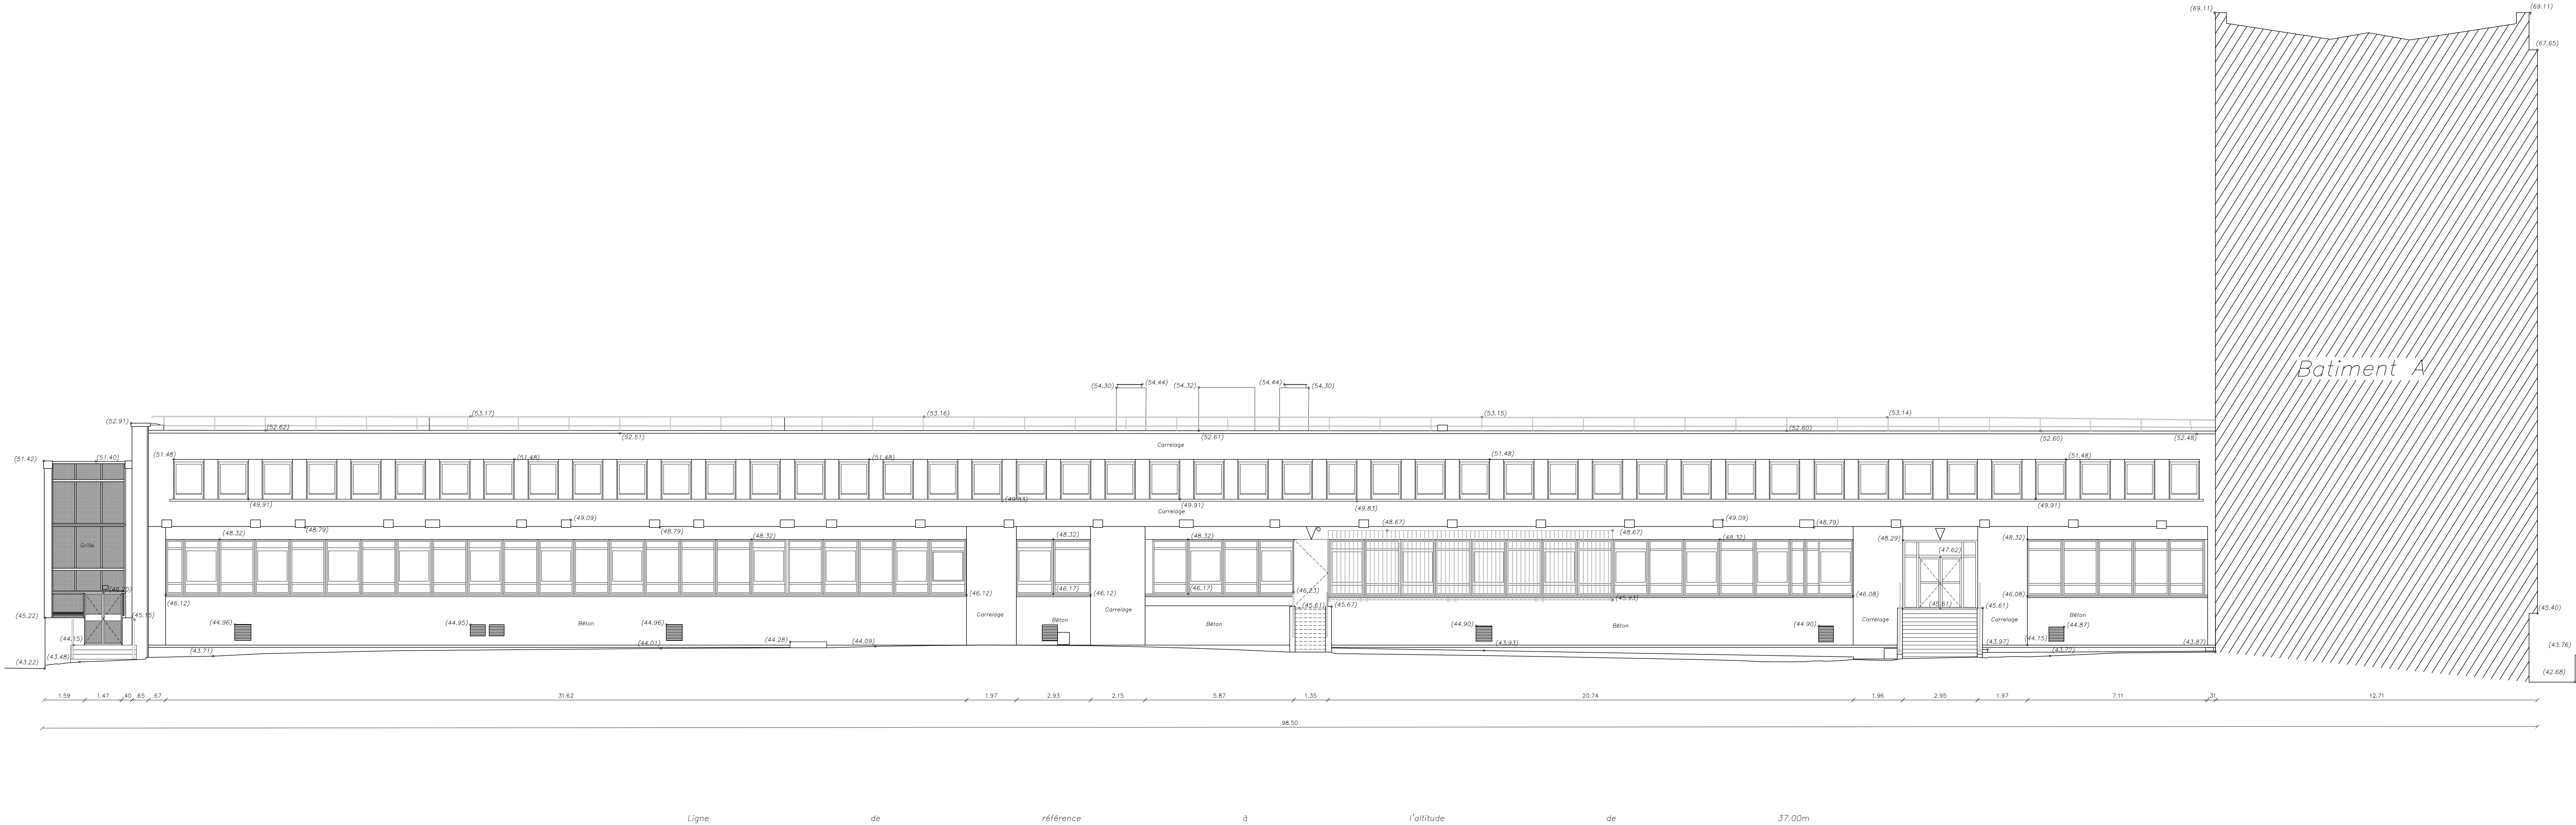 (69.11) (69.11)
(67.65)
Batiment A
(54.30) (54.44) (54.32) (54.44) (54.30)
(53.17) (53.16) (53.15) (53.14)
(52.91) (52.62) (52.51) (52.61) (52.60) (52.60) (52.48)
Carrelage
(51.42) (51.40) (51.48) (51.48) (51.48) (51.48) (51.48)
(49.91) (49.83) (49.91) (49.83) (49.91)
Carrelage
(49.09) (49.09)
(48.79) (48.79) (48.79)
(48.67) (48.67)
(48.32) (48.32) (48.32) (48.32) (48.32) (48.29) (48.32)
Grille
(47.62)
(46.20) (46.12) (46.12) (46.17) (46.12) (46.17) (46.23) (45.93) (46.08) (46.08)
(45.22) (45.15) (45.61) (45.67) (45.61) (45.61) (45.40)
Carrelage Carrelage Carrelage Carrelage
(44.96) (44.95) Béton (44.96) Béton Béton (44.90) Béton (44.90) Béton (44.87)
(44.15) (44.28) (44.15)
(43.22) (43.48) (43.71) (44.01) (44.09) (43.93) (43.97) (43.72) (43.87) (43.76)
(42.68)
1.59 1.47 .40 .65 .67 31.62 1.97 2.93 2.15 5.87 1.35 20.74 1.96 2.95 1.97 7.11 .31 12.71
98.50
Ligne de référence à l'altitude de 37.00m